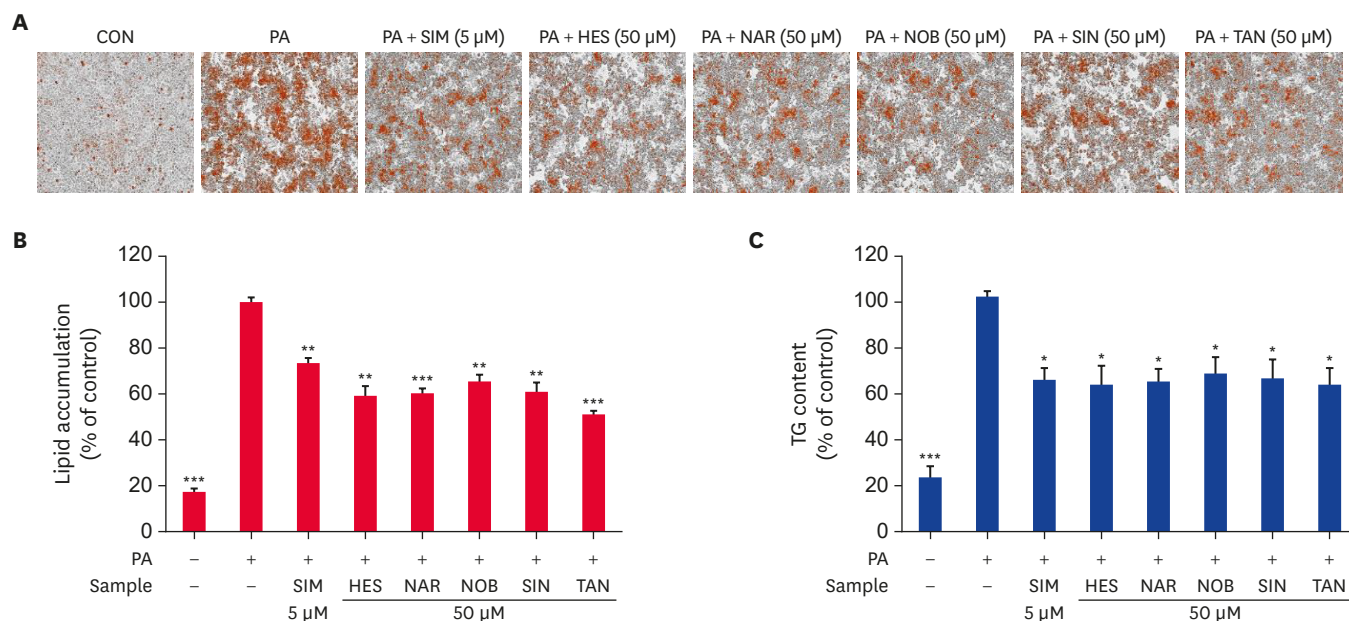 A
CON PA PA + SIM (5 µM) PA + HES (50 µM) PA + NAR (50 µM) PA + NOB (50 µM) PA + SIN (50 µM) PA + TAN (50 µM)
B
Lipid accumulation
(% of control)
120
100
80
60
40
20
0
*** ** ** *** ** ** ***
PA − + + + + + + +
Sample − − SIM HES NAR NOB SIN TAN
5 µM 50 µM
C
TG content
(% of control)
120
100
80
60
40
20
0
*** * * * * * *
PA − + + + + + + +
Sample − − SIM HES NAR NOB SIN TAN
5 µM 50 µM